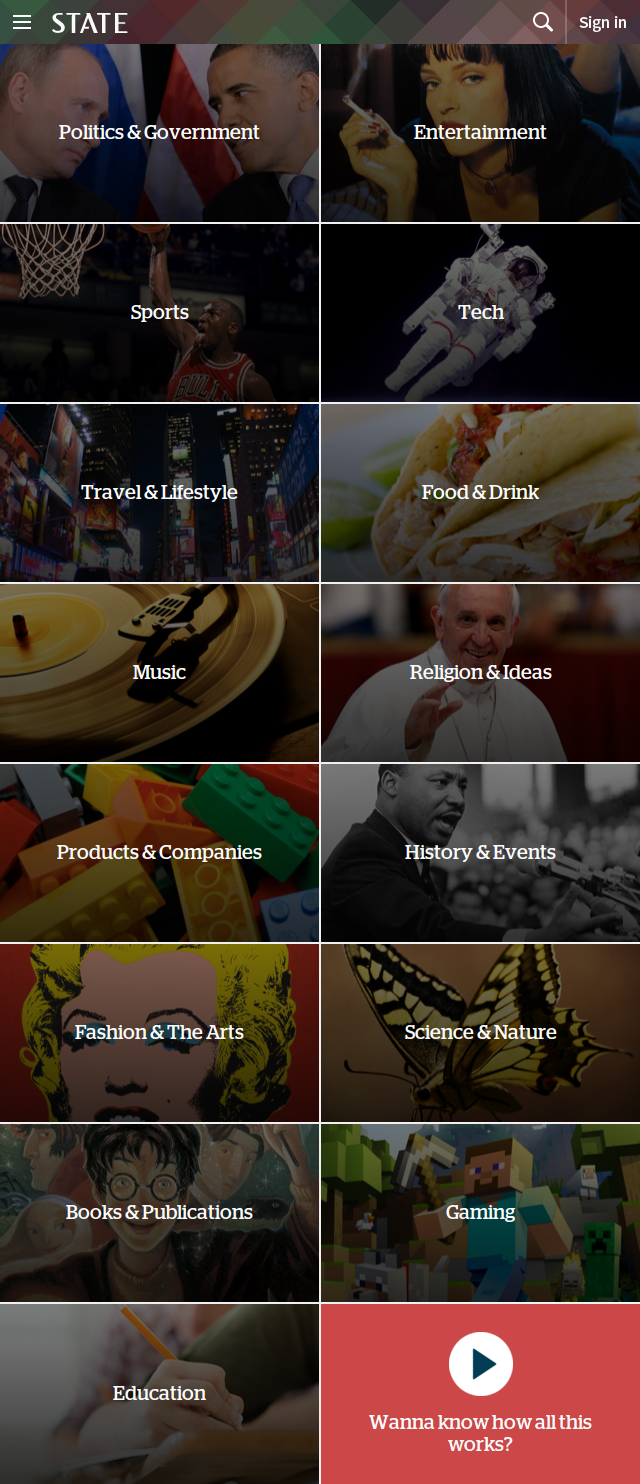 STATE
Sign in
Politics & Government
Entertainment
Sports
Tech
Travel & Lifestyle
Food & Drink
Music
Religion & Ideas
Products & Companies
History & Events
Fashion & The Arts
Science & Nature
Books & Publications
Gaming
Education
Wanna know how all this
works?
BULLS